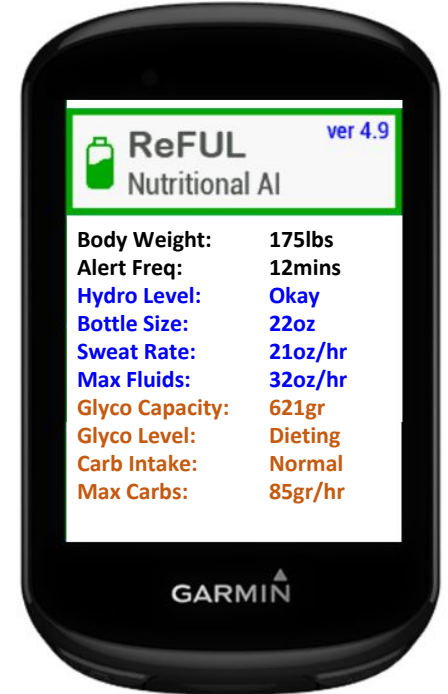 ReFUL
ver 4.9
Nutritional AI
Body Weight: 175lbs
Alert Freq: 12mins
Hydro Level: Okay
Bottle Size: 22oz
Sweat Rate: 21oz/hr
Max Fluids: 32oz/hr
Glyco Capacity: 621gr
Glyco Level: Dieting
Carb Intake: Normal
Max Carbs: 85gr/hr
GARMIN